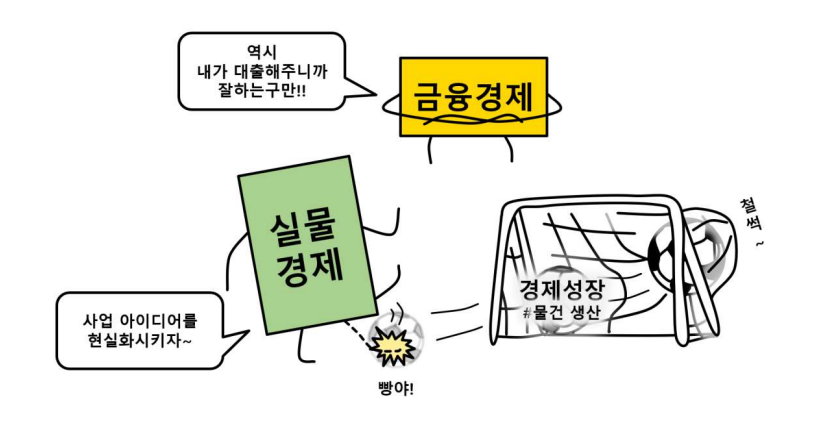 역시
내가 대출해주니까
잘하는구만!!
금융경제
실물
경제
철썩~
경제성장
#물건 생산
사업 아이디어를
현실화시키자~
빵야!